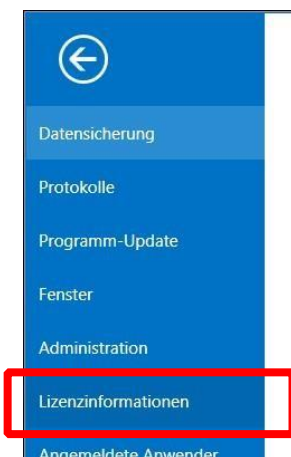 Datensicherung
Protokolle
Programm-Update
Fenster
Administration
Lizenzinformationen
Angemeldete Anwender